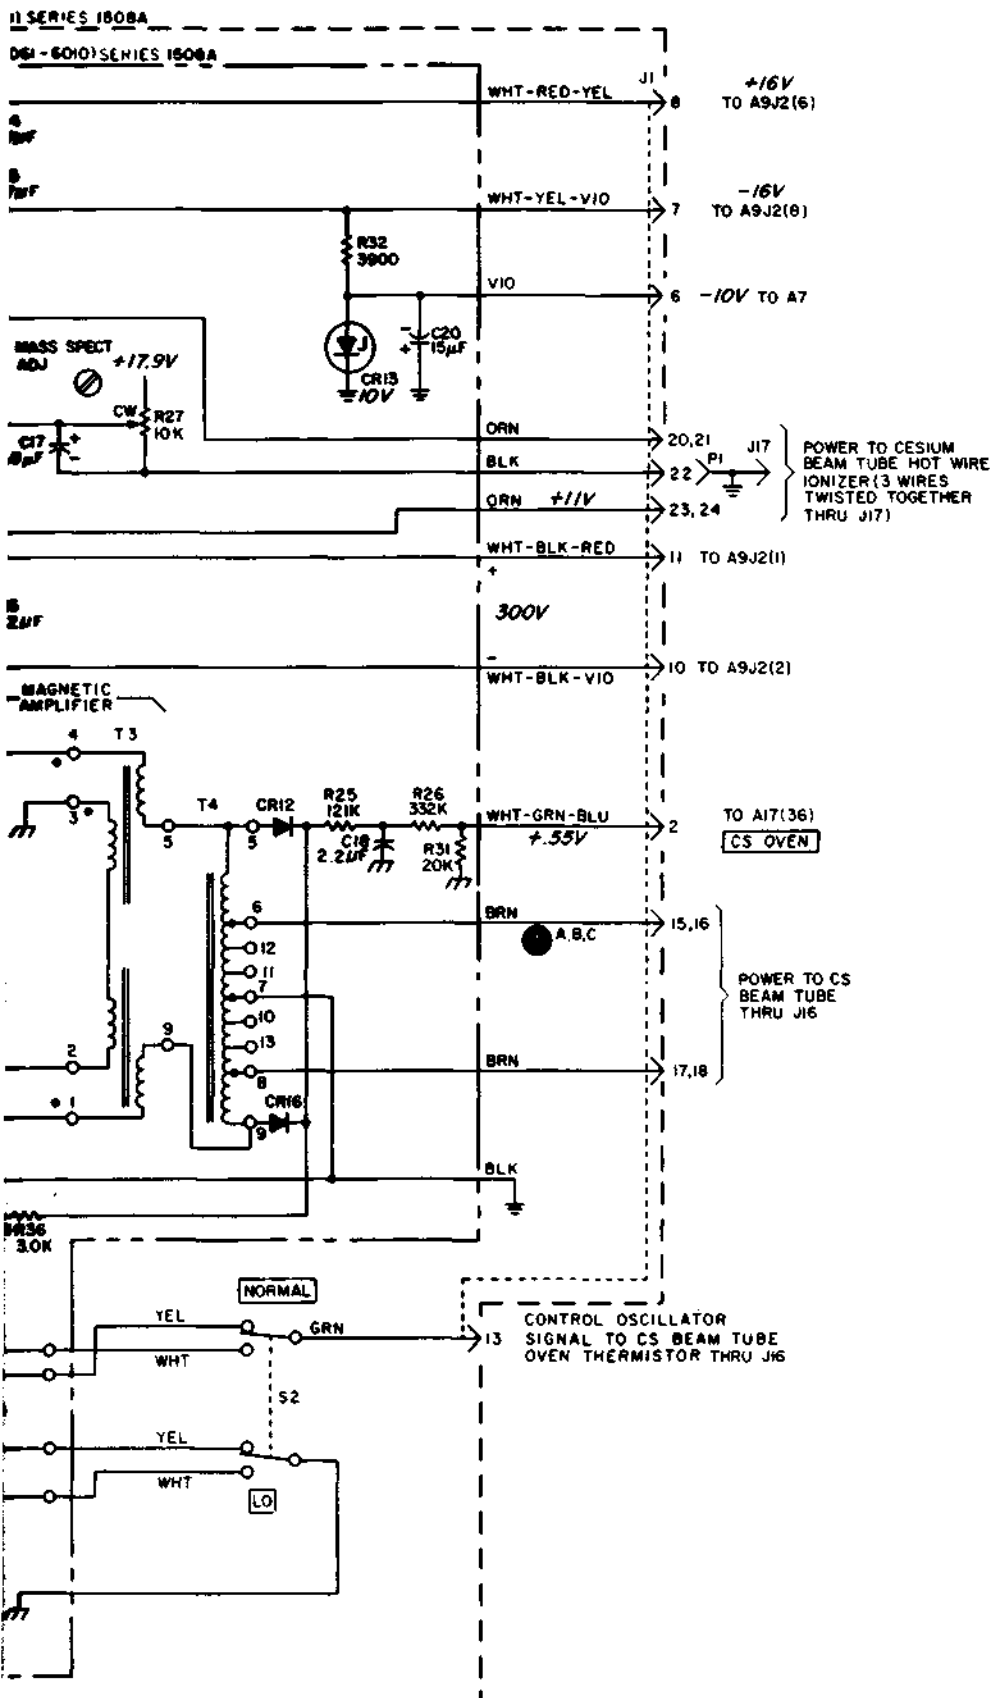 1) SERIES 1508A
061-6010) SERIES 1508A
J1
WHT-RED-YEL
8
+16V
TO A9J2(6)
WHT-YEL-VIO
7
-16V
TO A9J2(8)
R32
3900
VIO
6
-10V TO A7
C20
15µF
-
+
CR13
10V
MASS SPECT
ADJ
+17.9V
CW
R27
10K
C17
+
-
ORN
20,21
BLK
22
P1
J17
POWER TO CESIUM
BEAM TUBE HOT WIRE
IONIZER (3 WIRES
TWISTED TOGETHER
THRU J17)
ORN
+11V
23,24
WHT-BLK-RED
11 TO A9J2(1)
+
300V
-
2µF
10 TO A9J2(2)
WHT-BLK-VIO
MAGNETIC
AMPLIFIER
4
T3
3
5
T4
5
CR12
R25
121K
C18
2.2µF
R26
332K
R31
20K
WHT-GRN-BLU
+.55V
2
TO A17(36)
CS OVEN
6
12
11
7
10
13
8
9
BRN
A,B,C
15,16
POWER TO CS
BEAM TUBE
THRU J16
9
2
1
BRN
17,18
CR16
BLK
R36
3.0K
NORMAL
YEL
GRN
13
WHT
CONTROL OSCILLATOR
SIGNAL TO CS BEAM TUBE
OVEN THERMISTOR THRU J16
S2
YEL
WHT
LO